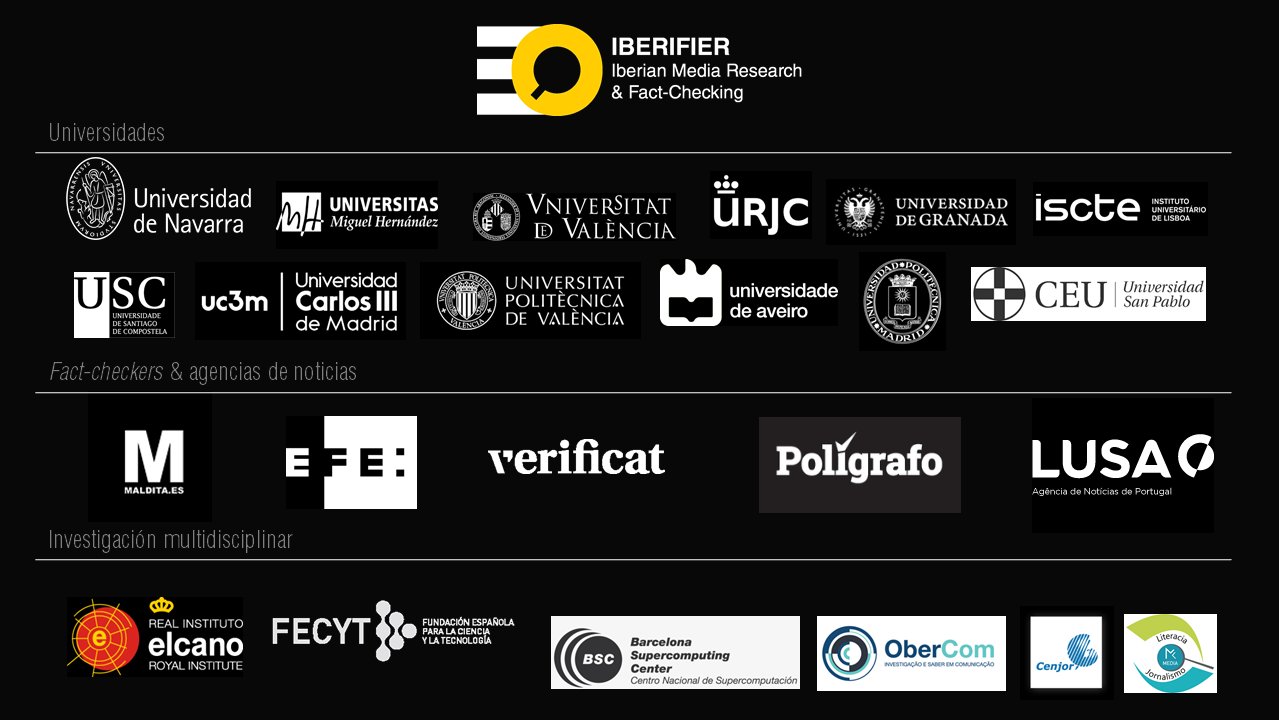 IBERIFIER
Iberian Media Research
& Fact-Checking
Universidades
Universidad
de Navarra
UNIVERSITAS
Miguel Hernández
VNIVERSITAT
DE VALÈNCIA
URJC
UNIVERSIDAD
DE GRANADA
iscte
INSTITUTO
UNIVERSITÁRIO
DE LISBOA
USC
UNIVERSIDADE
DE SANTIAGO
DE COMPOSTELA
uc3m
Universidad
Carlos III
de Madrid
UNIVERSITAT
POLITÈCNICA
DE VALÈNCIA
universidade
de aveiro
UNIVERSIDAD POLITÉCNICA
MADRID
CEU
Universidad
San Pablo
Fact-checkers & agencias de noticias
M
MALDITA.ES
EFE:
verificat
Polígrafo
LUSA
Agência de Notícias de Portugal
Investigación multidisciplinar
e
REAL INSTITUTO
elcano
ROYAL INSTITUTE
FECYT
FUNDACIÓN ESPAÑOLA
PARA LA CIENCIA
Y LA TECNOLOGÍA
BSC
Barcelona
Supercomputing
Center
Centro Nacional de Supercomputación
OberCom
INVESTIGAÇÃO E SABER EM COMUNICAÇÃO
Cenjor
Literacia
MEDIA
Jornalismo